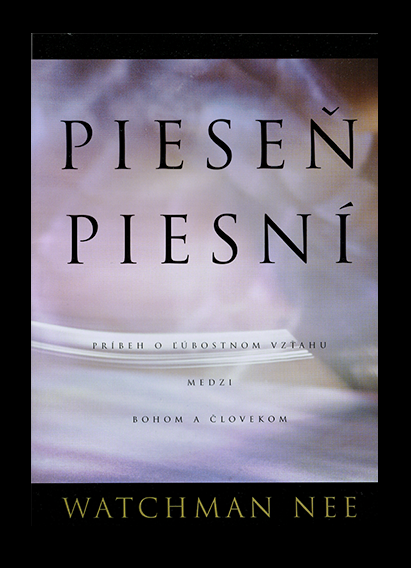 PIESEŇ
PIESNÍ
PRÍBEH O ĽÚBOSTNOM VZŤAHU
MEDZI
BOHOM A ČLOVEKOM
WATCHMAN NEE